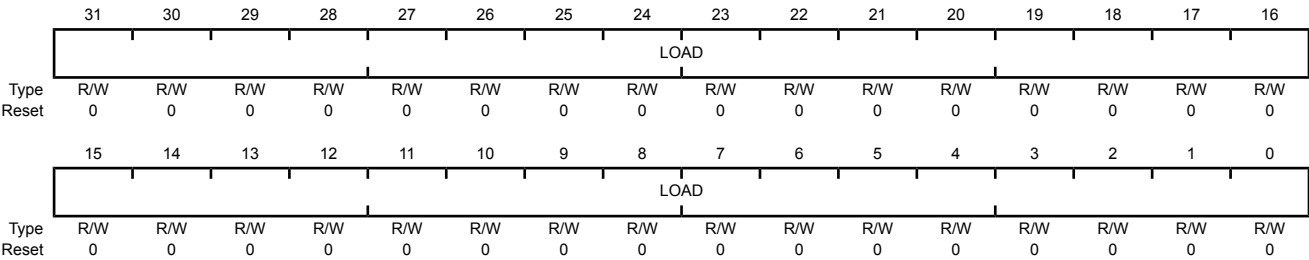 31 30 29 28 27 26 25 24 23 22 21 20 19 18 17 16
LOAD
Type R/W R/W R/W R/W R/W R/W R/W R/W R/W R/W R/W R/W R/W R/W R/W R/W
Reset 0 0 0 0 0 0 0 0 0 0 0 0 0 0 0 0
15 14 13 12 11 10 9 8 7 6 5 4 3 2 1 0
LOAD
Type R/W R/W R/W R/W R/W R/W R/W R/W R/W R/W R/W R/W R/W R/W R/W R/W
Reset 0 0 0 0 0 0 0 0 0 0 0 0 0 0 0 0